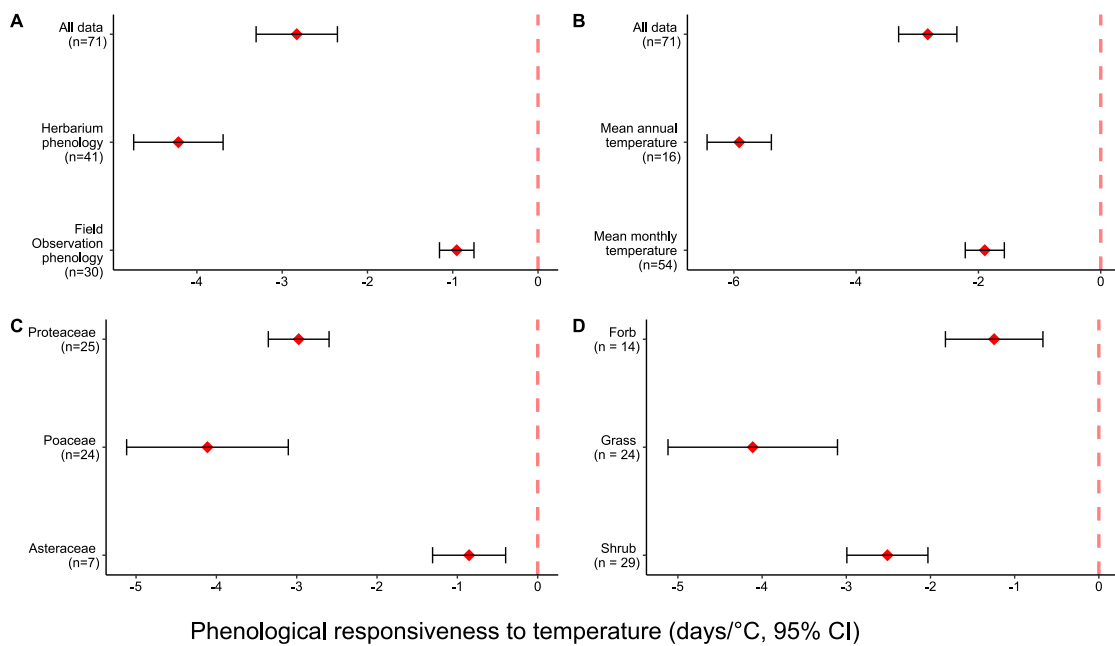 A
All data
(n=71)
Herbarium
phenology
(n=41)
Field
Observation
phenology
(n=30)
-4
-3
-2
-1
0
B
All data
(n=71)
Mean annual
temperature
(n=16)
Mean monthly
temperature
(n=54)
-6
-4
-2
0
C
Proteaceae
(n=25)
Poaceae
(n=24)
Asteraceae
(n=7)
-5
-4
-3
-2
-1
0
D
Forb
(n = 14)
Grass
(n = 24)
Shrub
(n = 29)
-5
-4
-3
-2
-1
0
Phenological responsiveness to temperature (days/°C, 95% CI)